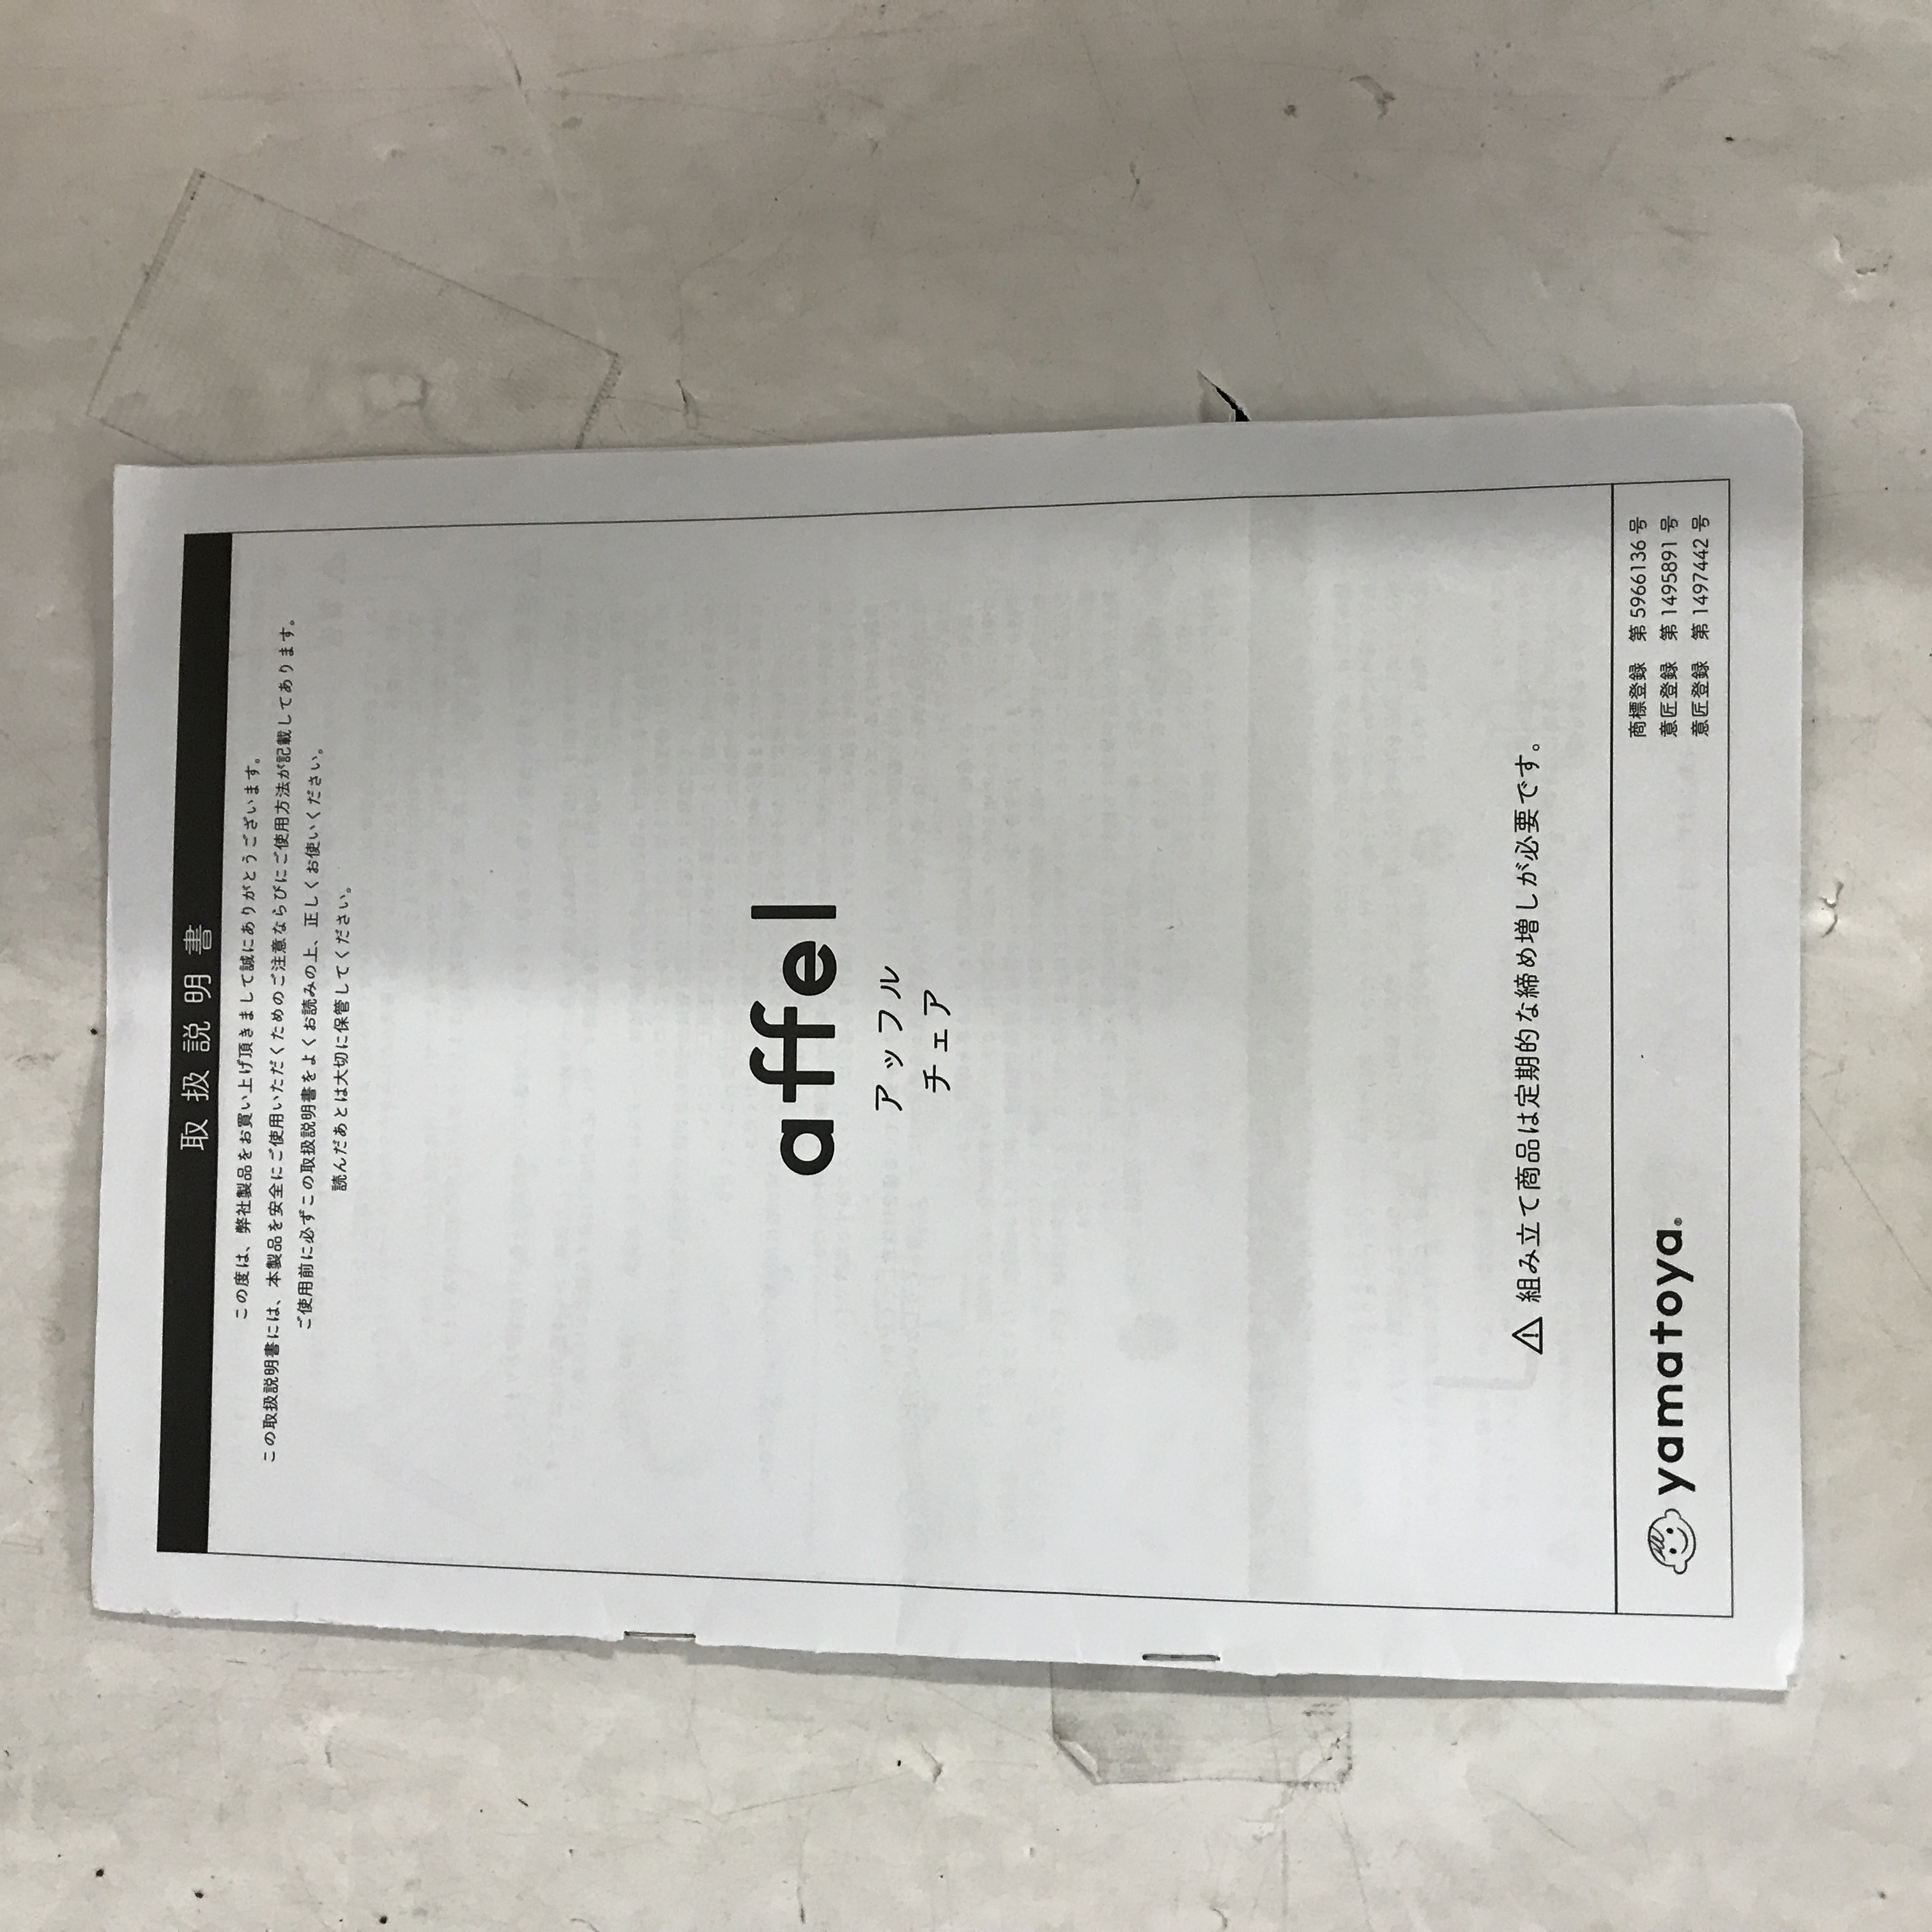 取扱説明書
この度は、弊社製品をお買い上げ頂きまして誠にありがとうございます。
この取扱説明書には、本製品を安全にご使用いただくためのご注意ならびにご使用方法が記載してあります。
ご使用前に必ずこの取扱説明書をよくお読みの上、正しくお使いください。
読んだあとは大切に保管してください。
affel
アッフル
チェア
組み立て商品は定期的な締め増しが必要です。
yamatoya®
商標登録　第 5966136 号
意匠登録　第 1495891 号
意匠登録　第 1497442 号